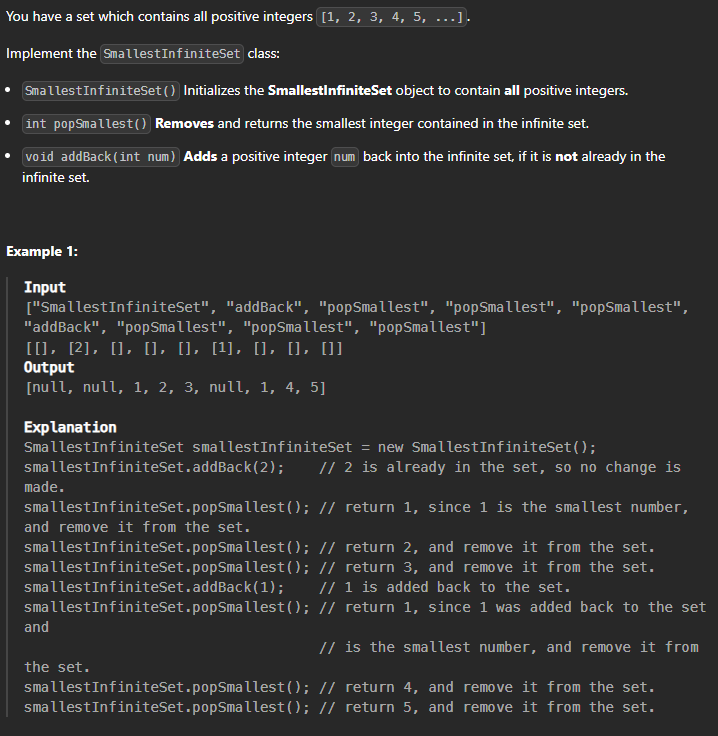 You have a set which contains all positive integers [1, 2, 3, 4, 5, ...].
Implement the SmallestInfiniteSet class:
• SmallestInfiniteSet() Initializes the SmallestInfiniteSet object to contain all positive integers.
• int popSmallest() Removes and returns the smallest integer contained in the infinite set.
• void addBack(int num) Adds a positive integer num back into the infinite set, if it is not already in the
infinite set.
Example 1:
Input
["SmallestInfiniteSet", "addBack", "popSmallest", "popSmallest", "popSmallest",
"addBack", "popSmallest", "popSmallest", "popSmallest"]
[[], [2], [], [], [], [1], [], [], []]
Output
[null, null, 1, 2, 3, null, 1, 4, 5]
Explanation
SmallestInfiniteSet smallestInfiniteSet = new SmallestInfiniteSet();
smallestInfiniteSet.addBack(2);    // 2 is already in the set, so no change is
made.
smallestInfiniteSet.popSmallest(); // return 1, since 1 is the smallest number,
and remove it from the set.
smallestInfiniteSet.popSmallest(); // return 2, and remove it from the set.
smallestInfiniteSet.popSmallest(); // return 3, and remove it from the set.
smallestInfiniteSet.addBack(1);    // 1 is added back to the set.
smallestInfiniteSet.popSmallest(); // return 1, since 1 was added back to the set
and
// is the smallest number, and remove it from
the set.
smallestInfiniteSet.popSmallest(); // return 4, and remove it from the set.
smallestInfiniteSet.popSmallest(); // return 5, and remove it from the set.